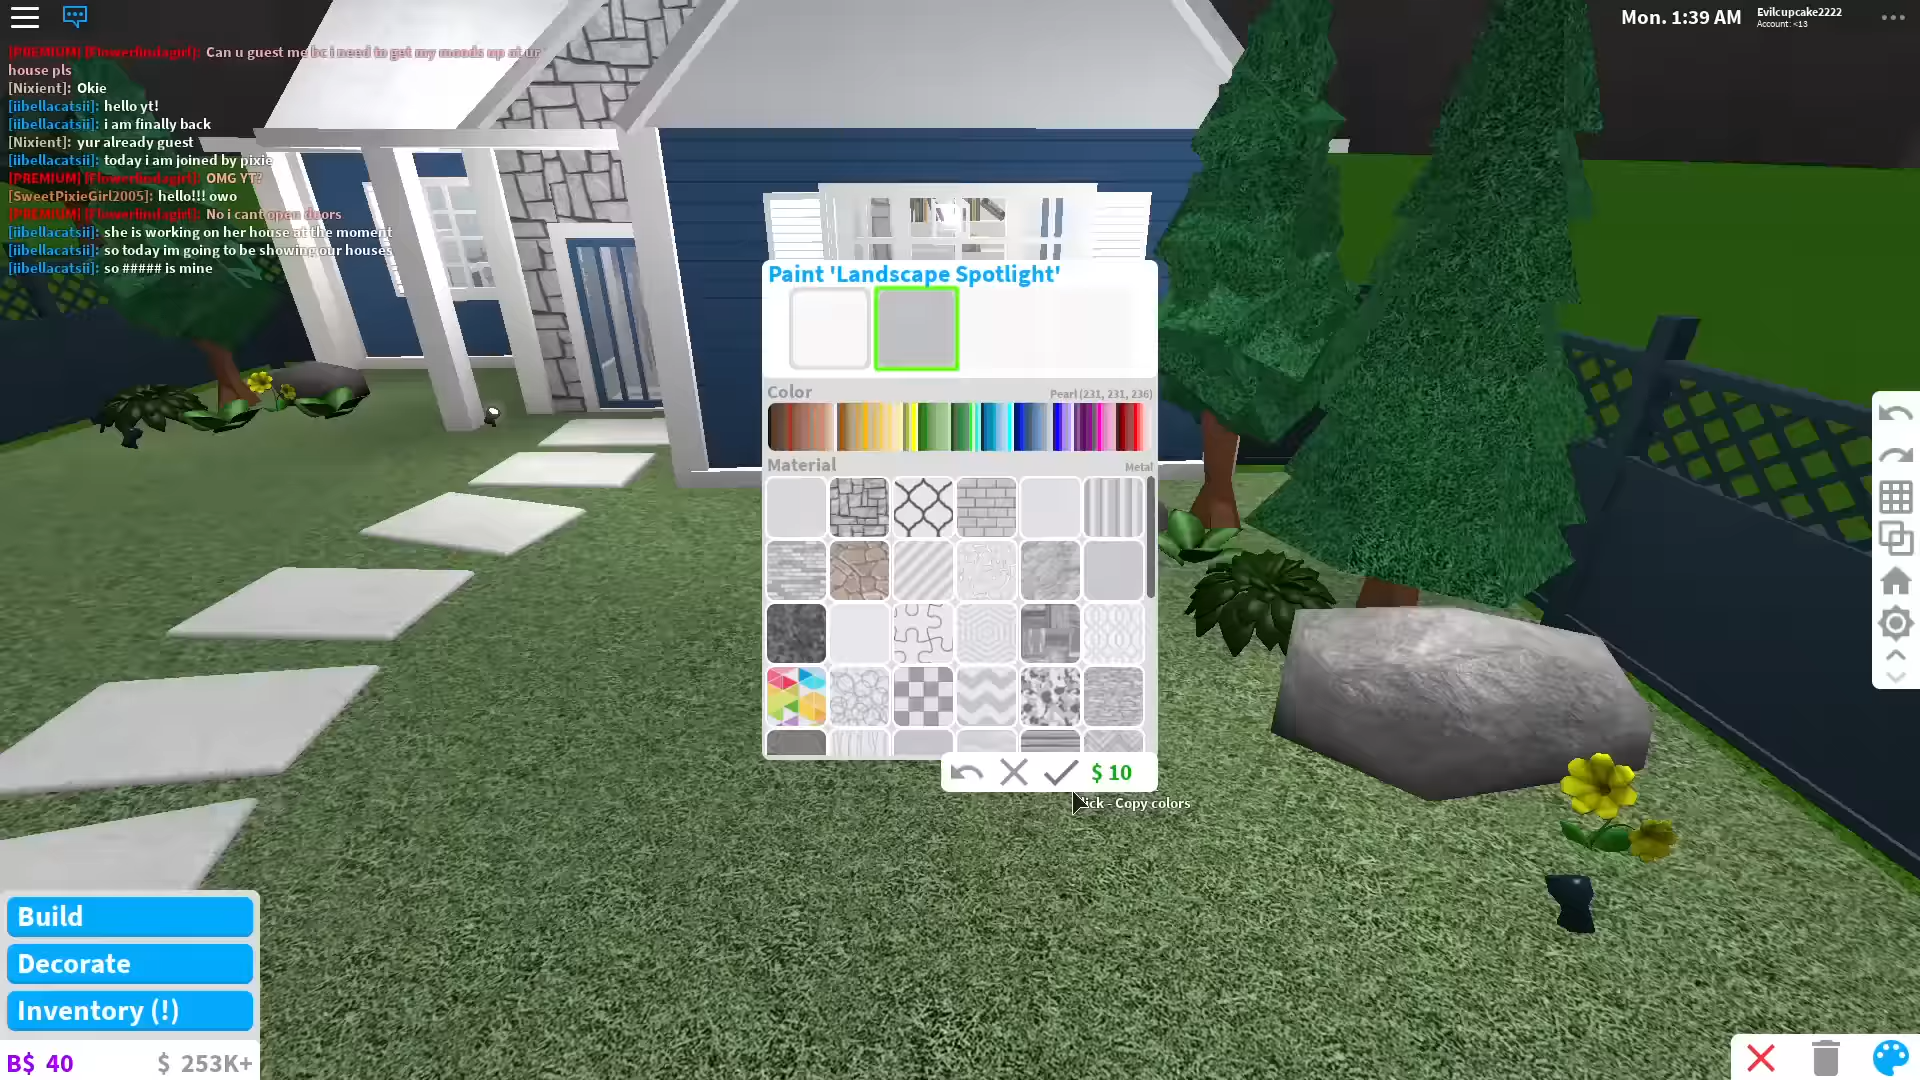 Mon. 1:39 AM
Evilcupcake2222
Account: <13
[PREMIUM] [Flowerlindagirl]: Can u guest me bc i need to get my moods up at ur
house pls
[Nixient]: Okie
[iibellacatsii]: hello yt!
[iibellacatsii]: i am finally back
[Nixient]: yur already guest
[iibellacatsii]: today i am joined by pixie
[PREMIUM] [Flowerlindagirl]: OMG YT?
[SweetPixieGirl2005]: hello!!! owo
[PREMIUM] [Flowerlindagirl]: No i cant open doors
[iibellacatsii]: she is working on her house at the moment
[iibellacatsii]: so today im going to be showing our houses
[iibellacatsii]: so ##### is mine
Paint 'Landscape Spotlight'
Color
Pearl (231, 231, 236)
Material
Metal
$ 10
- Copy colors
Build
Decorate
Inventory (!)
B$ 40
$ 253K+